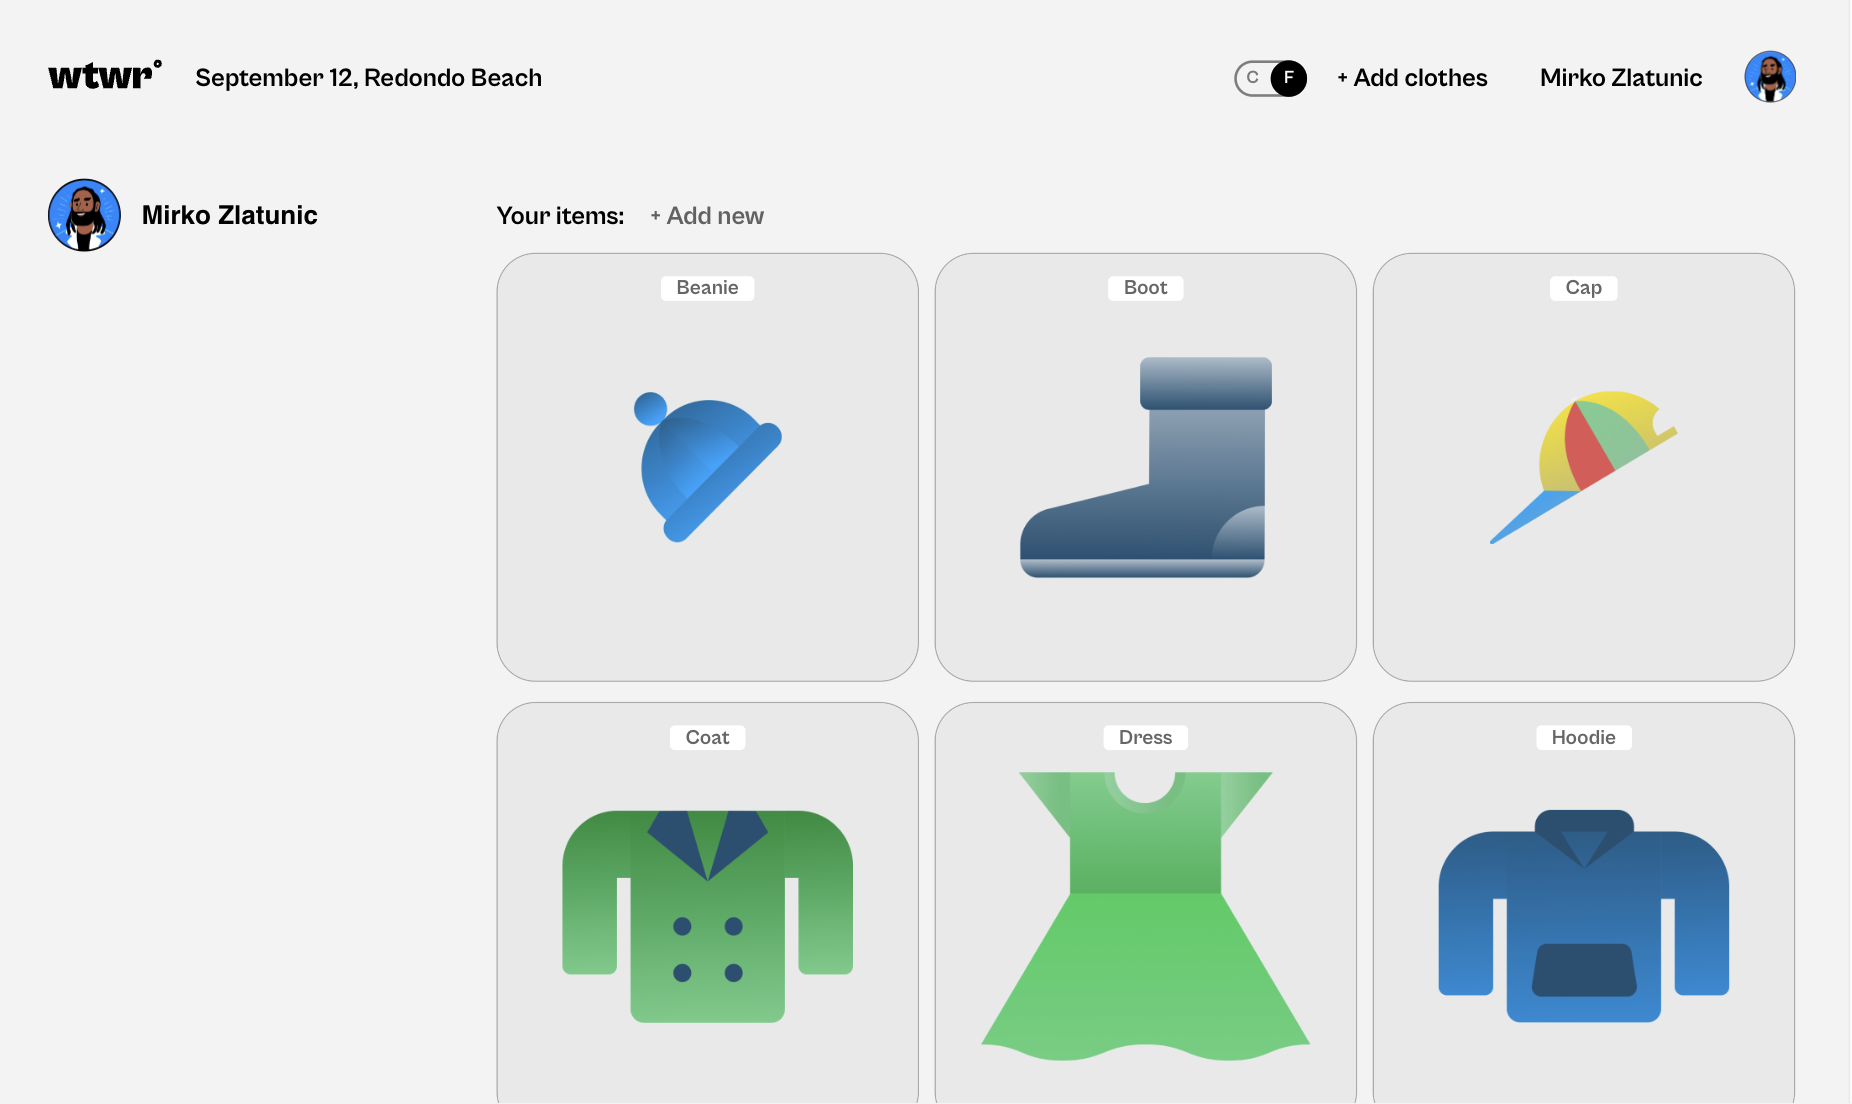 wtwr° September 12, Redondo Beach C F + Add clothes Mirko Zlatunic
Mirko Zlatunic
Your items: + Add new
Beanie Boot Cap
Coat Dress Hoodie